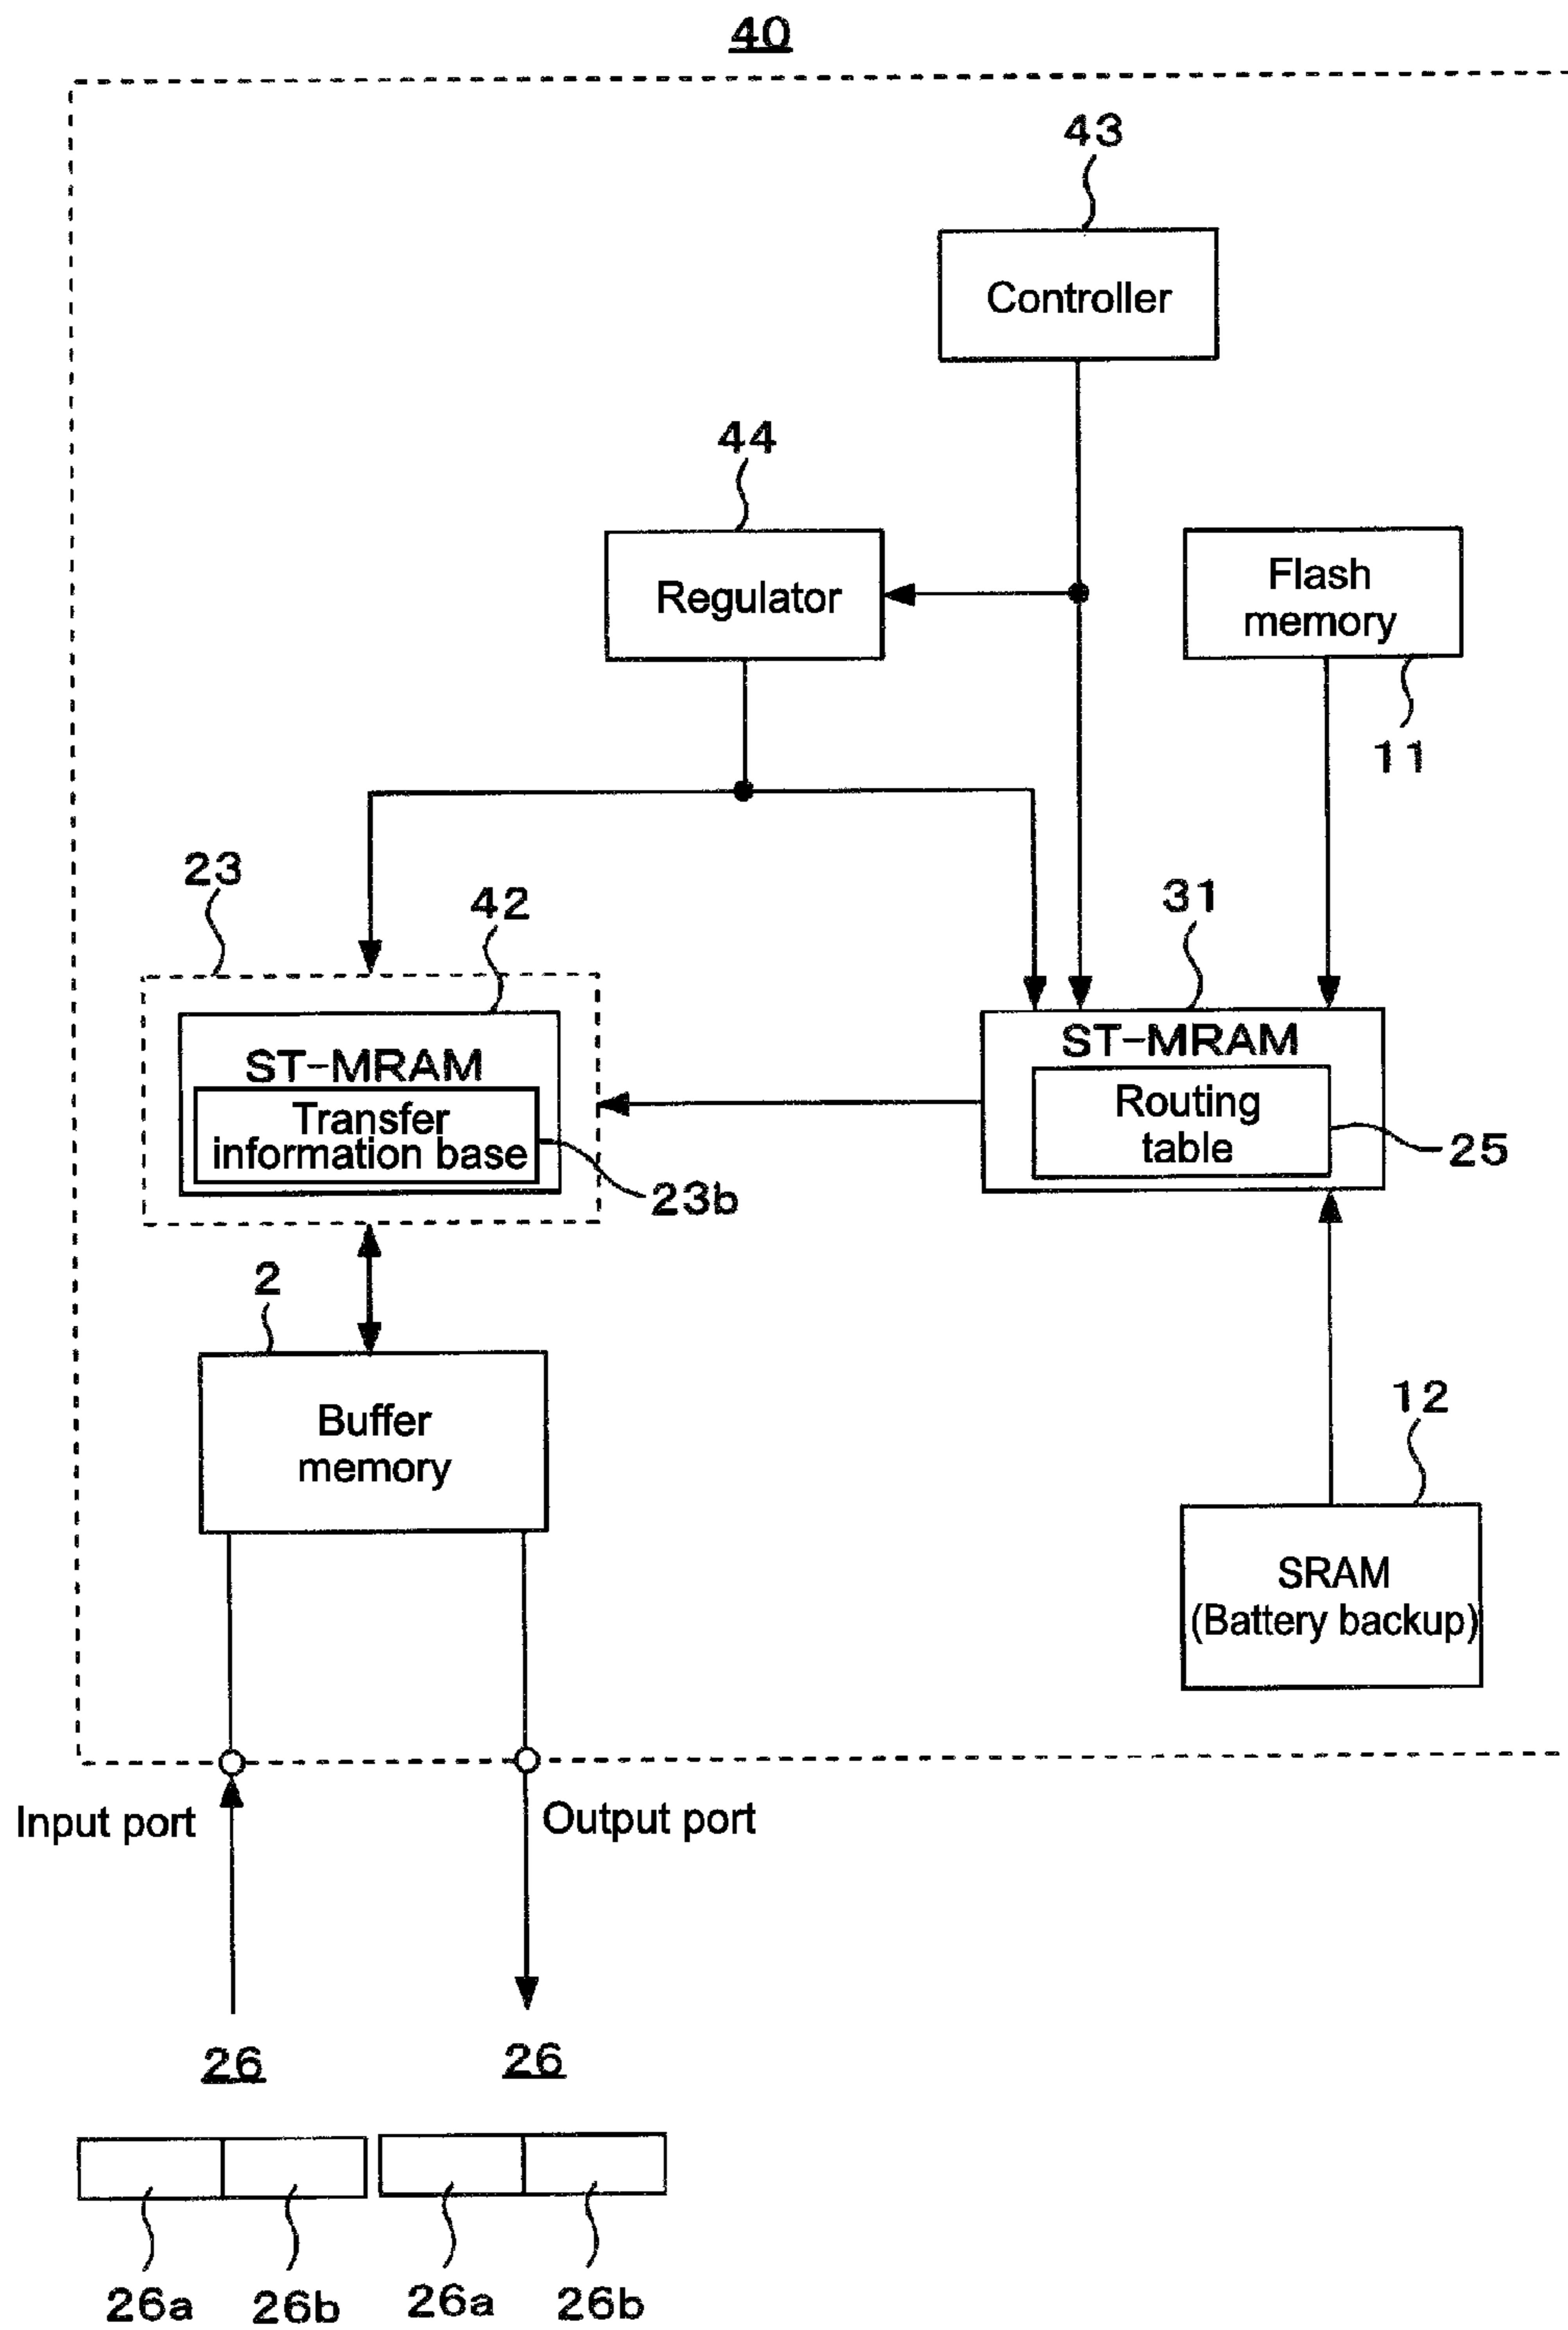 40
43
Controller
44
Regulator
Flash
memory
11
23
42
31
ST-MRAM
Transfer
information base
23b
ST-MRAM
Routing
table
25
2
Buffer
memory
12
SRAM
(Battery backup)
Input port
Output port
26
26
26a
26b
26a
26b